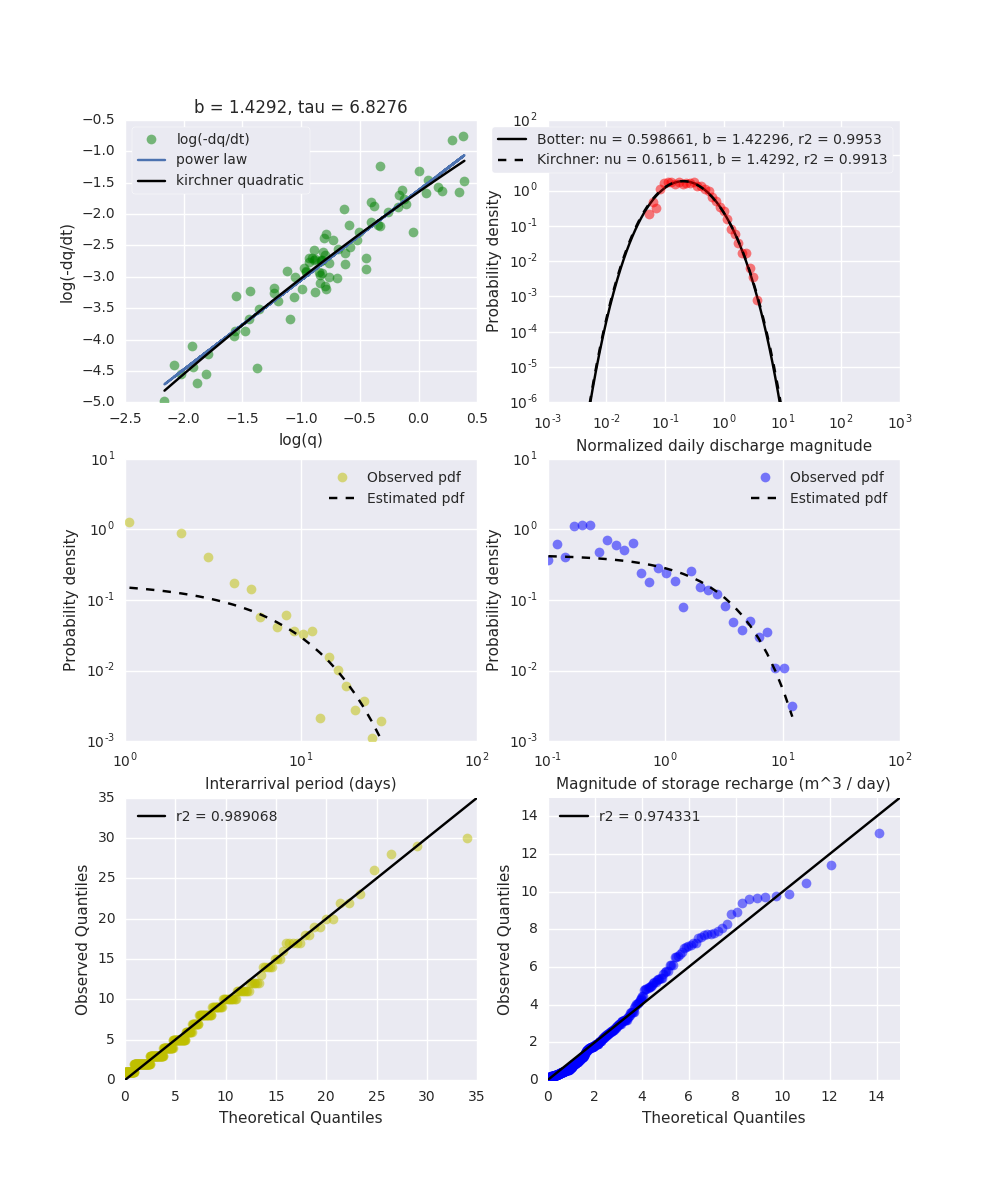 b = 1.4292, tau = 6.8276
−0.5
−1.0
−1.5
−2.0
−2.5
−3.0
−3.5
−4.0
−4.5
−5.0
log(-dq/dt)
log(-dq/dt)
power law
kirchner quadratic
−2.5 −2.0 −1.5 −1.0 −0.5 0.0 0.5
log(q)
10^2
10^0
10^-1
10^-2
10^-3
10^-4
10^-5
10^-6
Probability density
Botter: nu = 0.598661, b = 1.42296, r2 = 0.9953
Kirchner: nu = 0.615611, b = 1.4292, r2 = 0.9913
10^-3 10^-2 10^-1 10^0 10^1 10^2 10^3
Normalized daily discharge magnitude
10^1
10^0
10^-1
10^-2
10^-3
Probability density
Observed pdf
Estimated pdf
10^0 10^1 10^2
Interarrival period (days)
10^1
10^0
10^-1
10^-2
10^-3
Probability density
Observed pdf
Estimated pdf
10^-1 10^0 10^1 10^2
Magnitude of storage recharge (m^3 / day)
35
30
25
20
15
10
5
0
Observed Quantiles
r2 = 0.989068
0 5 10 15 20 25 30 35
Theoretical Quantiles
14
12
10
8
6
4
2
0
Observed Quantiles
r2 = 0.974331
0 2 4 6 8 10 12 14
Theoretical Quantiles